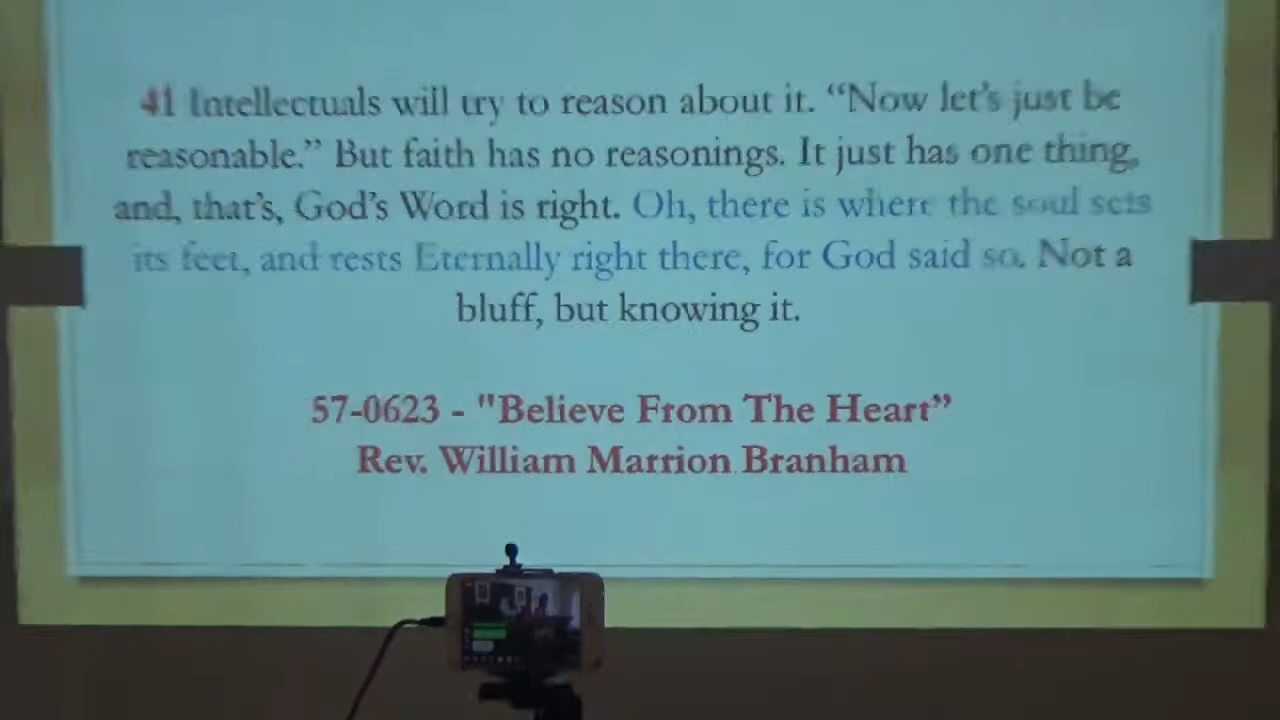 41 Intellectuals will try to reason about it. “Now let’s just be
reasonable.” But faith has no reasonings. It just has one thing,
and, that’s, God’s Word is right. Oh, there is where the soul sets
its feet, and rests Eternally right there, for God said so. Not a
bluff, but knowing it.
57-0623 - "Believe From The Heart”
Rev. William Marrion Branham